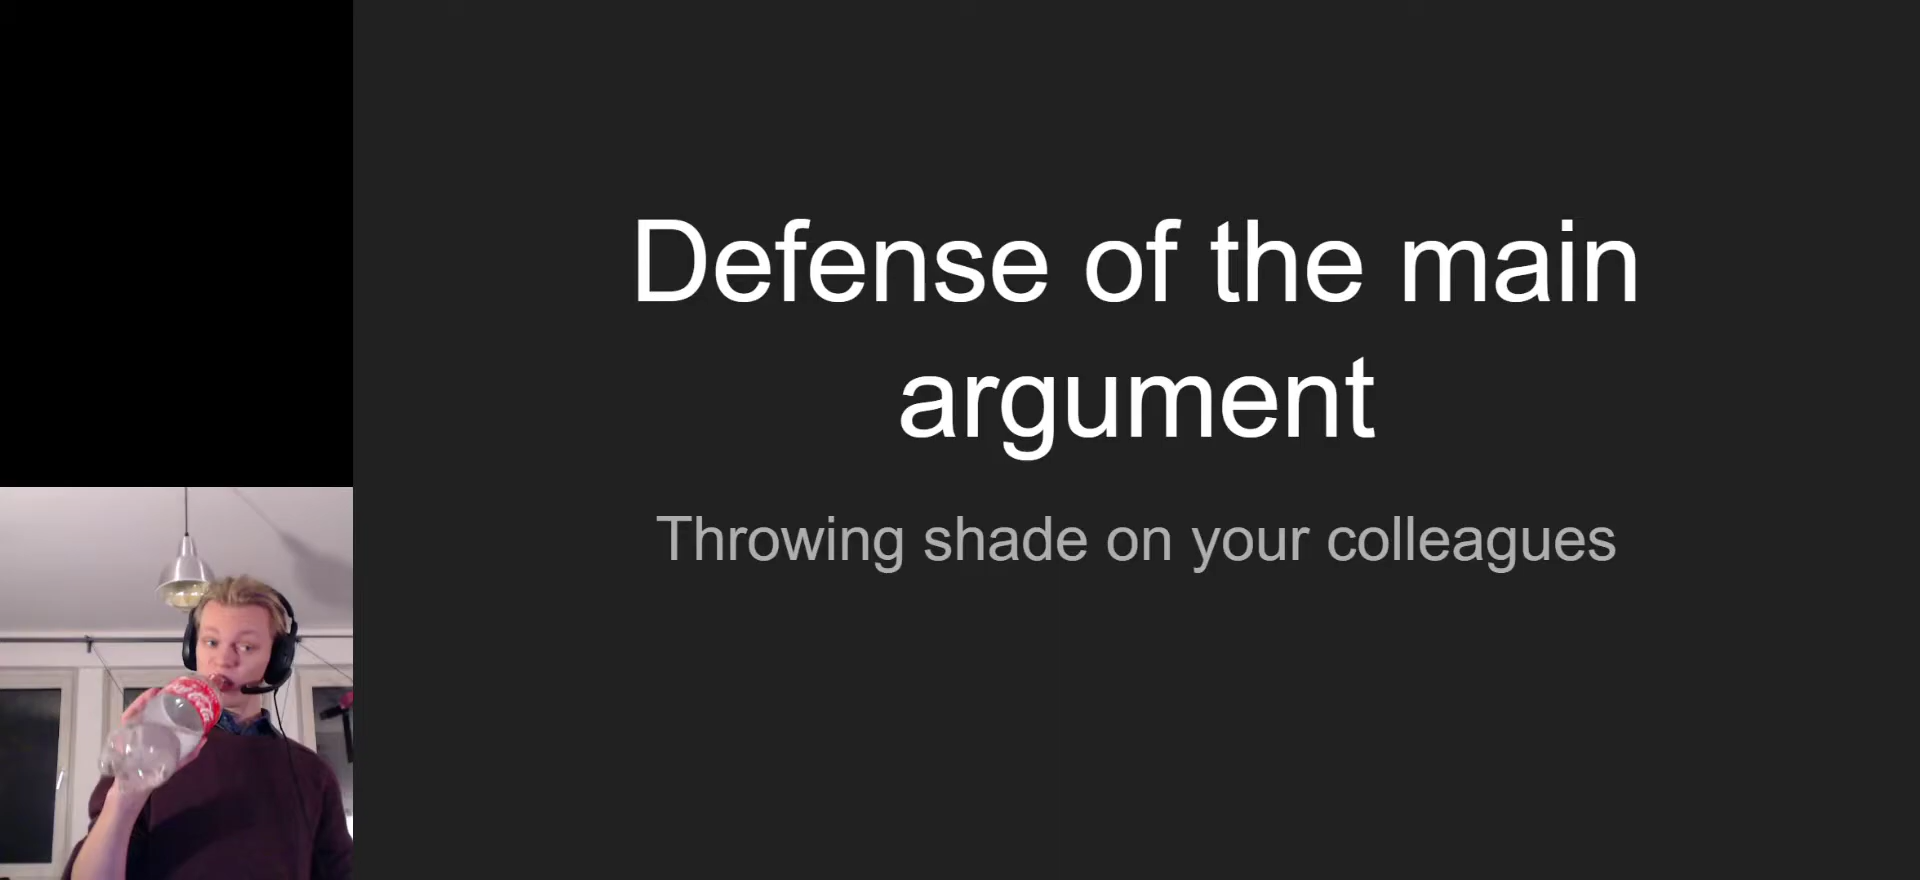 Defense of the main
argument
Throwing shade on your colleagues